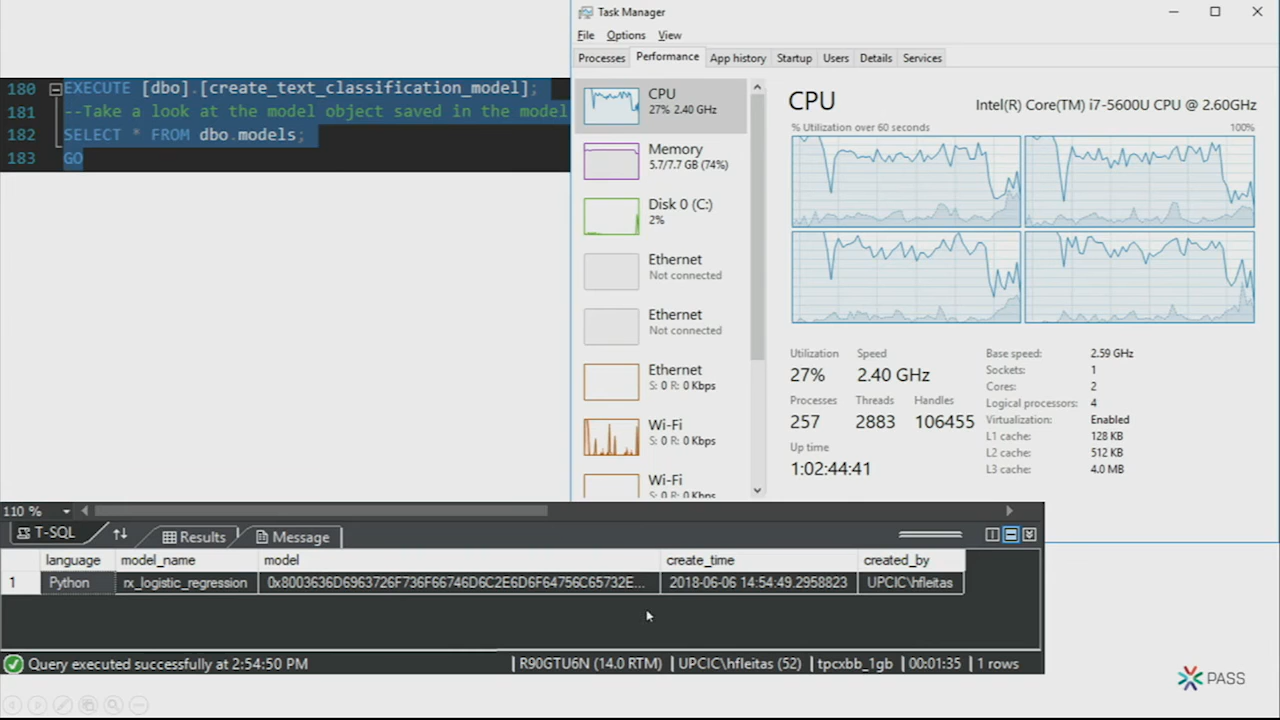 180 EXECUTE [dbo].[create_text_classification_model];
181 --Take a look at the model object saved in the model
182 SELECT * FROM dbo.models;
183 GO
Task Manager
File Options View
Processes Performance App history Startup Users Details Services
CPU
27% 2.40 GHz
Memory
5.7/7.7 GB (74%)
Disk 0 (C:)
2%
Ethernet
Not connected
Ethernet
Not connected
Ethernet
S: 0 R: 0 Kbps
Wi-Fi
S: 0 R: 0 Kbps
Wi-Fi
S: 0 R: 0 Kbps
CPU Intel(R) Core(TM) i7-5600U CPU @ 2.60GHz
% Utilization over 60 seconds 100%
Utilization Speed
27% 2.40 GHz
Processes Threads Handles
257 2883 106455
Up time
1:02:44:41
Base speed: 2.59 GHz
Sockets: 1
Cores: 2
Logical processors: 4
Virtualization: Enabled
L1 cache: 128 KB
L2 cache: 512 KB
L3 cache: 4.0 MB
110 %
T-SQL Results Message
language model_name model create_time created_by
1 Python rx_logistic_regression 0x8003636D6963726F736F66746D6C2E6D6F64756C65732E... 2018-06-06 14:54:49.2958823 UPCIC\hfleitas
Query executed successfully at 2:54:50 PM R90GTU6N (14.0 RTM) UPCIC\hfleitas (52) tpcxbb_1gb 00:01:35 1 rows
PASS